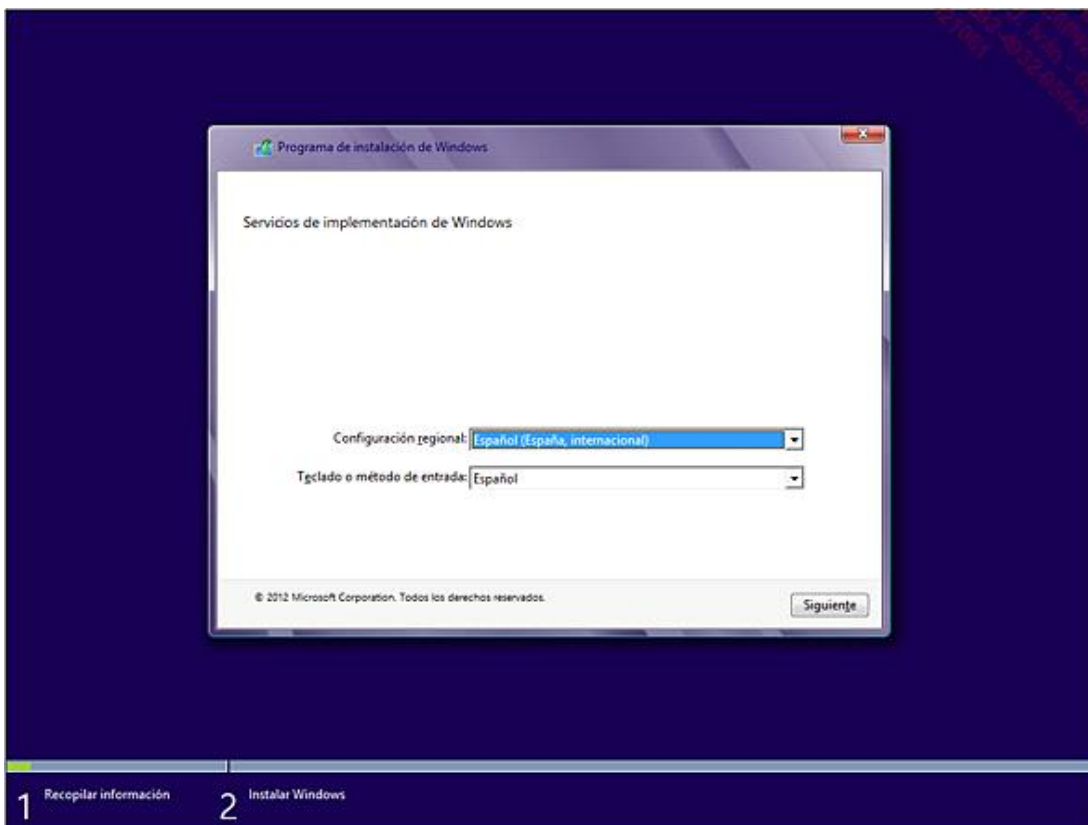 Programa de instalación de Windows
Servicios de implementación de Windows
Configuración regional: Español (España, internacional)
Teclado o método de entrada: Español
© 2012 Microsoft Corporation. Todos los derechos reservados.
Siguiente
1 Recopilar información
2 Instalar Windows